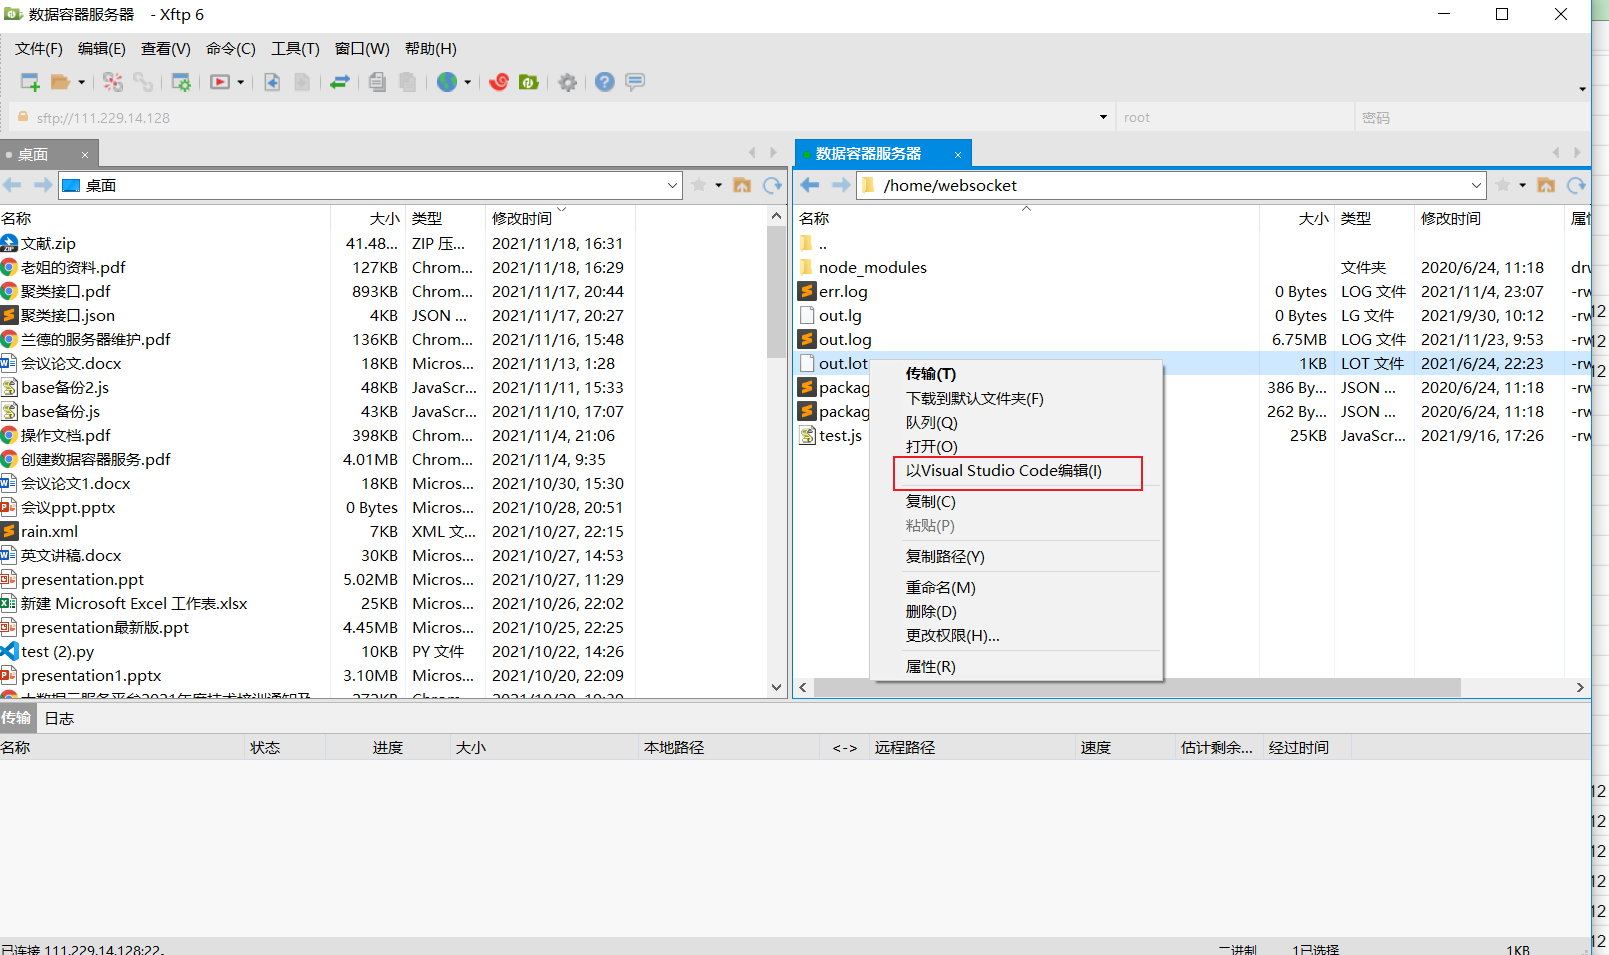 数据容器服务器 - Xftp 6
文件(F) 编辑(E) 查看(V) 命令(C) 工具(T) 窗口(W) 帮助(H)
sftp://111.229.14.128 root 密码
桌面 ×
桌面
名称 大小 类型 修改时间
文献.zip 41.48... ZIP 压... 2021/11/18, 16:31
老姐的资料.pdf 127KB Chrom... 2021/11/18, 16:29
聚类接口.pdf 893KB Chrom... 2021/11/17, 20:44
聚类接口.json 4KB JSON ... 2021/11/17, 20:27
兰德的服务器维护.pdf 136KB Chrom... 2021/11/16, 15:48
会议论文.docx 18KB Micros... 2021/11/13, 1:28
base备份2.js 48KB JavaScr... 2021/11/11, 15:33
base备份.js 43KB JavaScr... 2021/11/10, 17:07
操作文档.pdf 398KB Chrom... 2021/11/4, 21:06
创建数据容器服务.pdf 4.01MB Chrom... 2021/11/4, 9:35
会议论文1.docx 18KB Micros... 2021/10/30, 15:30
会议ppt.pptx 0 Bytes Micros... 2021/10/28, 20:51
rain.xml 7KB XML 文... 2021/10/27, 22:15
英文讲稿.docx 30KB Micros... 2021/10/27, 14:53
presentation.ppt 5.02MB Micros... 2021/10/27, 11:29
新建 Microsoft Excel 工作表.xlsx 25KB Micros... 2021/10/26, 22:02
presentation最新版.ppt 4.45MB Micros... 2021/10/25, 22:25
test (2).py 10KB PY 文件 2021/10/22, 14:26
presentation1.pptx 3.10MB Micros... 2021/10/20, 22:09
数据容器服务器 ×
/home/websocket
名称 大小 类型 修改时间 属性
..
node_modules 文件夹 2020/6/24, 11:18 drw
err.log 0 Bytes LOG 文件 2021/11/4, 23:07 -rw
out.lg 0 Bytes LG 文件 2021/9/30, 10:12 -rw
out.log 6.75MB LOG 文件 2021/11/23, 9:53 -rw
out.lot 1KB LOT 文件 2021/6/24, 22:23 -rw
packag 386 By... JSON ... 2020/6/24, 11:18 -rw
packag 262 By... JSON ... 2020/6/24, 11:18 -rw
test.js 25KB JavaScr... 2021/9/16, 17:26 -rw
传输(T)
下载到默认文件夹(F)
队列(Q)
打开(O)
以Visual Studio Code编辑(I)
复制(C)
粘贴(P)
复制路径(Y)
重命名(M)
删除(D)
更改权限(H)...
属性(R)
12
12
12
传输 日志
名称 状态 进度 大小 本地路径 <-> 远程路径 速度 估计剩余... 经过时间
12
12
12
12
12
12
已连接 111.229.14.128:22。 二进制 1已选择 1KB